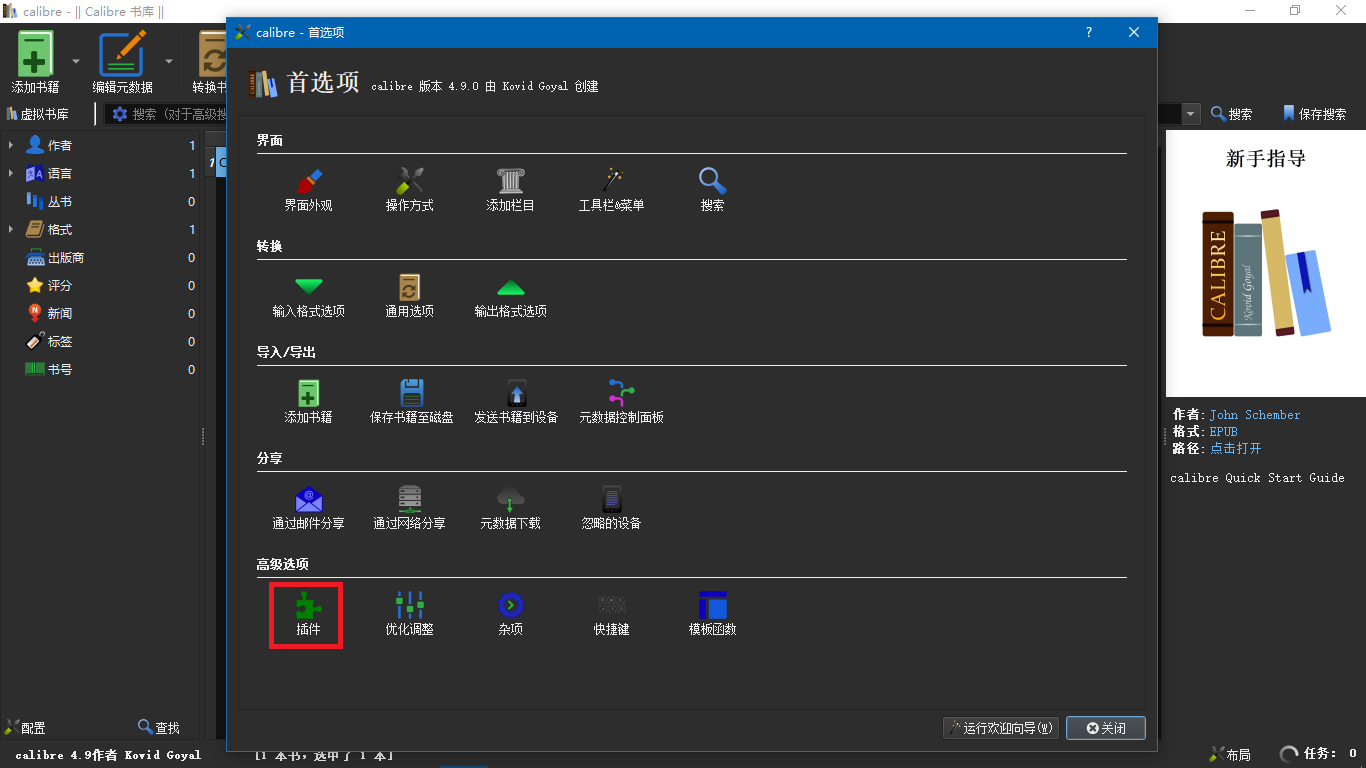 calibre - || Calibre 书库 ||
calibre - 首选项
添加书籍
编辑元数据
转换书
虚拟书库
搜索（对于高级搜
搜索
保存搜索
作者 1
语言 1
丛书 0
格式 1
出版商 0
评分 0
新闻 0
标签 0
书号 0
1
首选项 calibre 版本 4.9.0 由 Kovid Goyal 创建
界面
界面外观 操作方式 添加栏目 工具栏&菜单 搜索
转换
输入格式选项 通用选项 输出格式选项
导入/导出
添加书籍 保存书籍至磁盘 发送书籍到设备 元数据控制面板
分享
通过邮件分享 通过网络分享 元数据下载 忽略的设备
高级选项
插件 优化调整 杂项 快捷键 模板函数
运行欢迎向导(W) 关闭
新手指导
CALIBRE
Kovid Goyal
作者: John Schember
格式: EPUB
路径: 点击打开
calibre Quick Start Guide
配置 查找
calibre 4.9作者 Kovid Goyal [1 本书，选中了 1 本]
布局 任务： 0